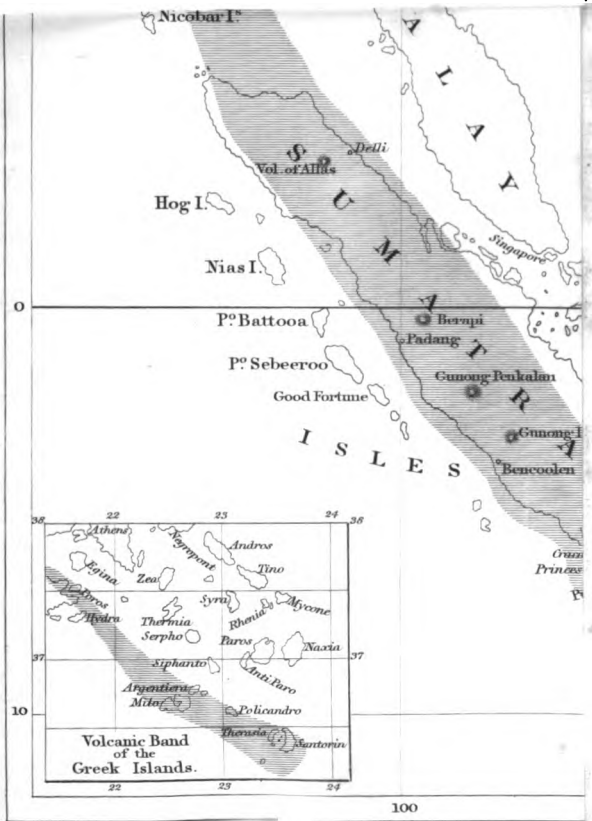 Nicobar Iˢ.
A L A Y
Delli
Vol. of Allas
S U M A T R A
Hog I.
Singapore
Nias I.
0
Pº. Battooa
Berapi
Padang
Pº. Sebeeroo
Gunong Penkalan
Good Fortune
Gunong
ISLES
Bencoolen
Princes
38
22
23
24
38
Athens
Negropont
Andros
Egina
Zea
Tino
Poros
Syra
Mycone
Hydra
Thermia
Rhenia
Serpho
Paros
Naxia
37
37
Siphanto
Anti Paro
Argentiera
Milo
Policandro
10
Therasia
Santorin
Volcanic Band
of the
Greek Islands.
22
23
24
100